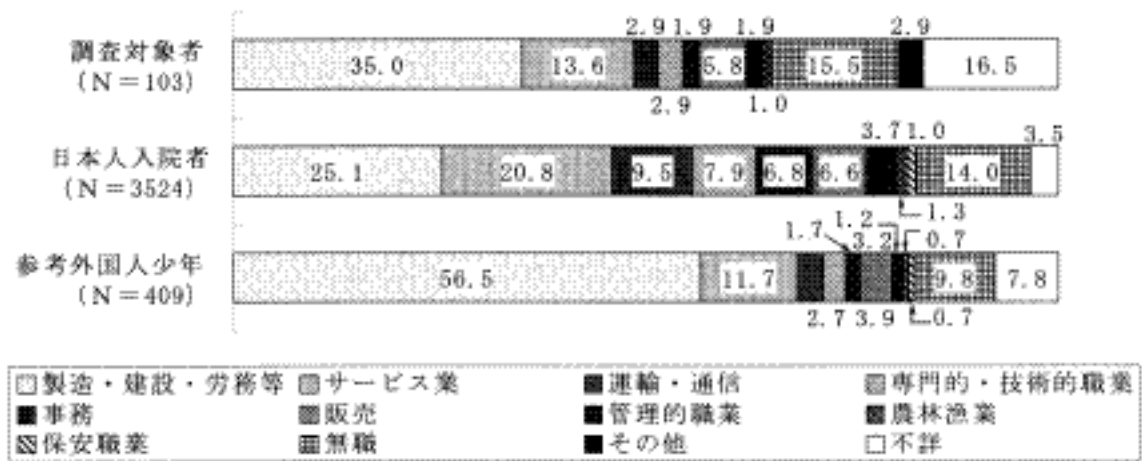 2.9 1.9 1.9 2.9
調査対象者
(N=103)
35.0 13.6 5.8 15.5 16.5
2.9 1.0
3.7 1.0 3.5
日本人入院者
(N=3524)
25.1 20.8 9.5 7.9 6.8 6.6 14.0
1.3
1.7 1.2 3.2 0.7
参考外国人少年
(N=409)
56.5 11.7 9.8 7.8
2.7 3.9 0.7
製造・建設・労務等 サービス業 運輸・通信 専門的・技術的職業
事務 販売 管理的職業 農林漁業
保安職業 無職 その他 不詳